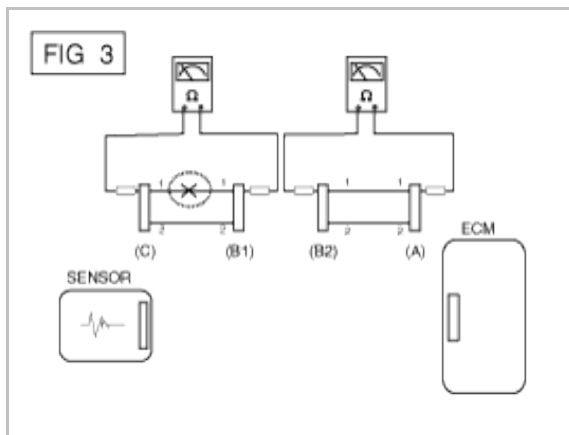 FIG 3
Ω Ω
1 1 1 1
2 2 2 2
(C) (B1) (B2) (A)
ECM
SENSOR